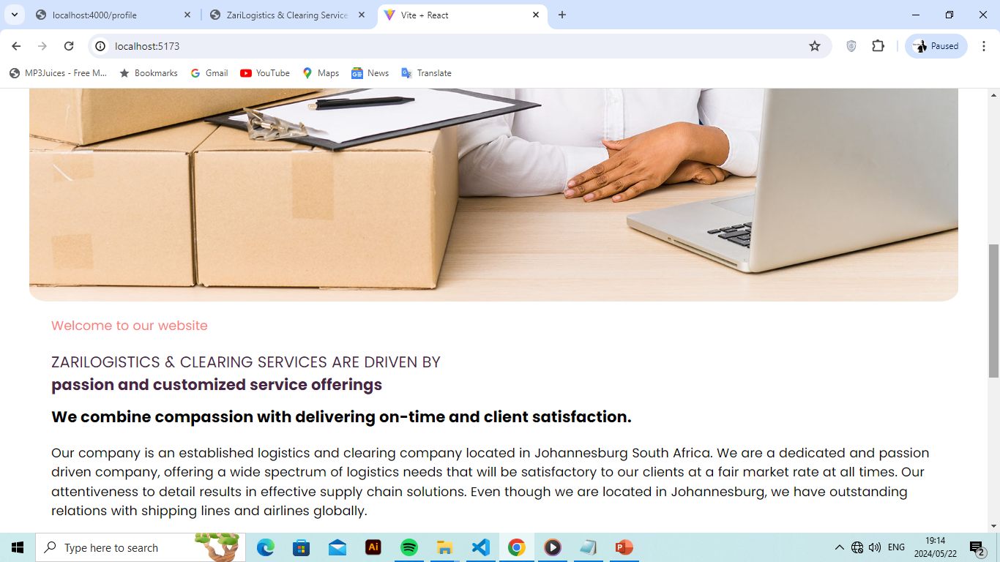 localhost:4000/profile
ZariLogistics & Clearing Service
Vite + React
localhost:5173
Paused
MP3Juices - Free M...
Bookmarks
Gmail
YouTube
Maps
News
Translate
Welcome to our website
ZARILOGISTICS & CLEARING SERVICES ARE DRIVEN BY
passion and customized service offerings
We combine compassion with delivering on-time and client satisfaction.
Our company is an established logistics and clearing company located in Johannesburg South Africa. We are a dedicated and passion
driven company, offering a wide spectrum of logistics needs that will be satisfactory to our clients at a fair market rate at all times. Our
attentiveness to detail results in effective supply chain solutions. Even though we are located in Johannesburg, we have outstanding
relations with shipping lines and airlines globally.
Type here to search
Ai
ENG
19:14
2024/05/22
2